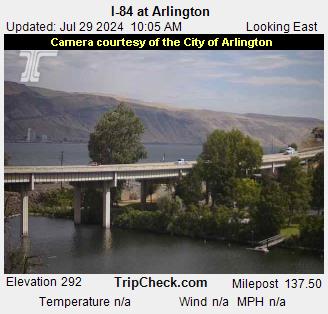 I-84 at Arlington
Updated: Jul 29 2024 10:05 AM Looking East
Camera courtesy of the City of Arlington
Elevation 292 TripCheck.com Milepost 137.50
Temperature n/a Wind n/a MPH n/a